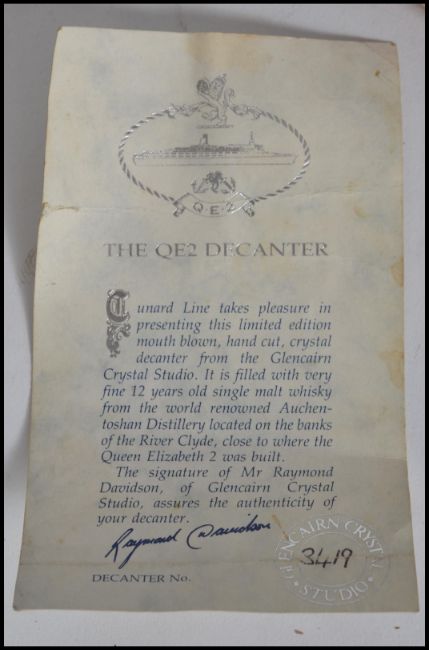 Q·E·2
THE QE2 DECANTER
Cunard Line takes pleasure in
presenting this limited edition
mouth blown, hand cut, crystal
decanter from the Glencairn
Crystal Studio. It is filled with very
fine 12 years old single malt whisky
from the world renowned Auchen-
toshan Distillery located on the banks
of the River Clyde, close to where the
Queen Elizabeth 2 was built.
The signature of Mr Raymond
Davidson, of Glencairn Crystal
Studio, assures the authenticity of
your decanter.
Raymond Davidson
GLENCAIRN CRYSTAL
3419
· STUDIO ·
DECANTER No.